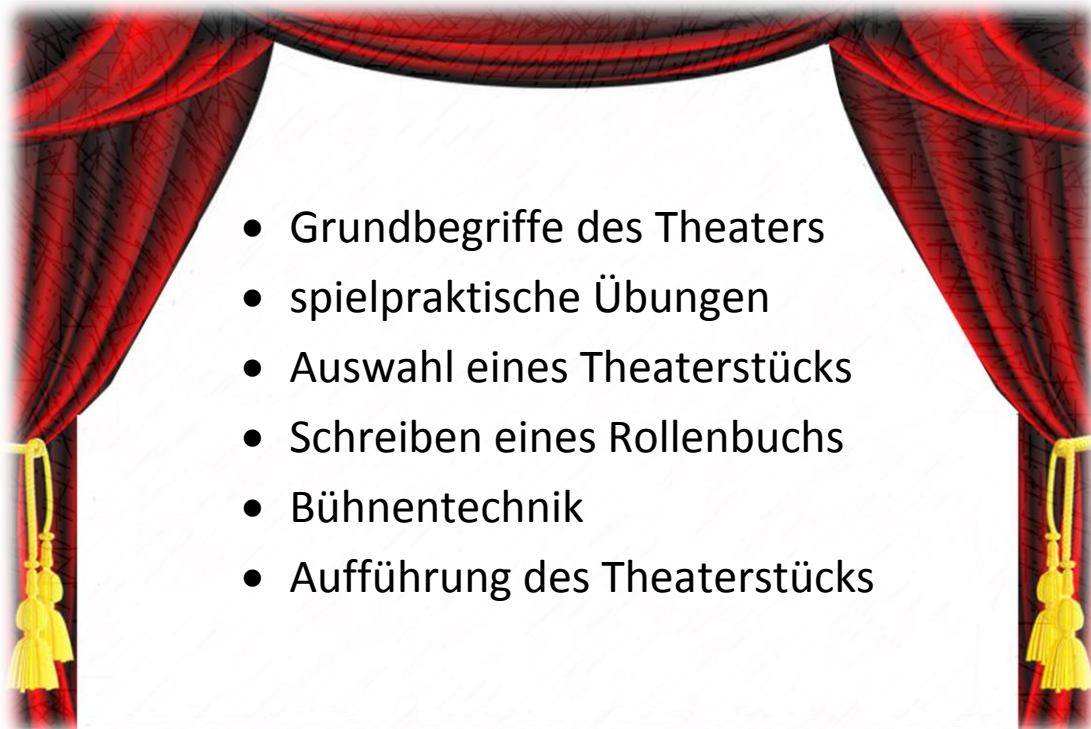 • Grundbegriffe des Theaters
• spielpraktische Übungen
• Auswahl eines Theaterstücks
• Schreiben eines Rollenbuchs
• Bühnentechnik
• Aufführung des Theaterstücks